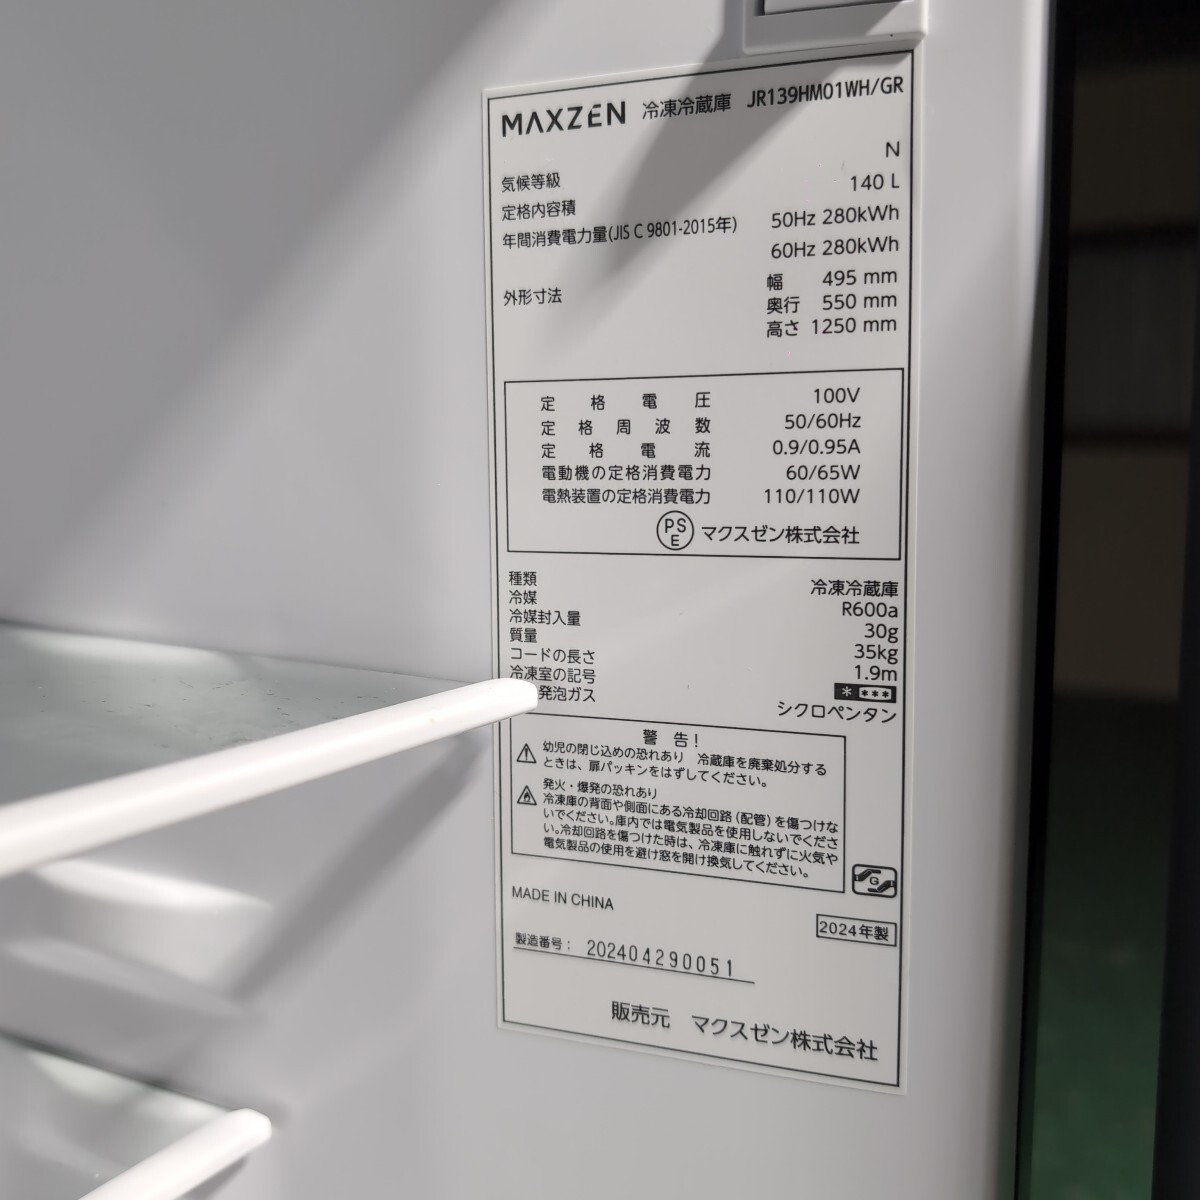 MAXZEN 冷凍冷蔵庫 JR139HM01WH/GR
気候等級 N
定格内容積 140 L
年間消費電力量(JIS C 9801-2015年) 50Hz 280kWh
60Hz 280kWh
外形寸法 幅 495 mm
奥行 550 mm
高さ 1250 mm
定格電圧 100V
定格周波数 50/60Hz
定格電流 0.9/0.95A
電動機の定格消費電力 60/65W
電熱装置の定格消費電力 110/110W
PSE マクスゼン株式会社
種類 冷凍冷蔵庫
冷媒 R600a
冷媒封入量 30g
質量 35kg
コードの長さ 1.9m
冷凍室の記号 * ***
発泡ガス シクロペンタン
警 告!
幼児の閉じ込めの恐れあり 冷蔵庫を廃棄処分する
ときは、扉パッキンをはずしてください。
発火・爆発の恐れあり
冷凍庫の背面や側面にある冷却回路(配管)を傷つけな
いでください。庫内では電気製品を使用しないでくださ
い。冷却回路を傷つけた時は、冷凍庫に触れずに火気や
電気製品の使用を避け窓を開け換気してください。
G
MADE IN CHINA
2024年製
製造番号: 202404290051
販売元 マクスゼン株式会社